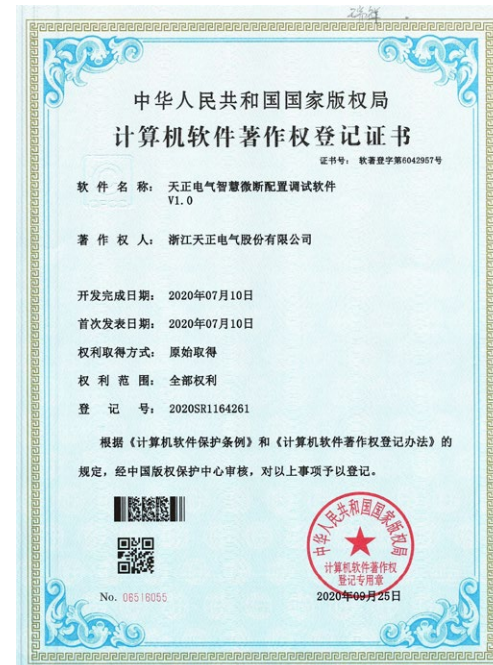 中华人民共和国国家版权局
计算机软件著作权登记证书
证书号： 软著登字第6042957号
软 件 名 称： 天正电气智慧微断配置调试软件
V1.0
著 作 权 人： 浙江天正电气股份有限公司
开发完成日期： 2020年07月10日
首次发表日期： 2020年07月10日
权利取得方式： 原始取得
权 利 范 围： 全部权利
登 记 号： 2020SR1164261
根据《计算机软件保护条例》和《计算机软件著作权登记办法》的
规定，经中国版权保护中心审核，对以上事项予以登记。
中华人民共和国国家版权局
计算机软件著作权
登记专用章
No. 06516055
2020年09月25日